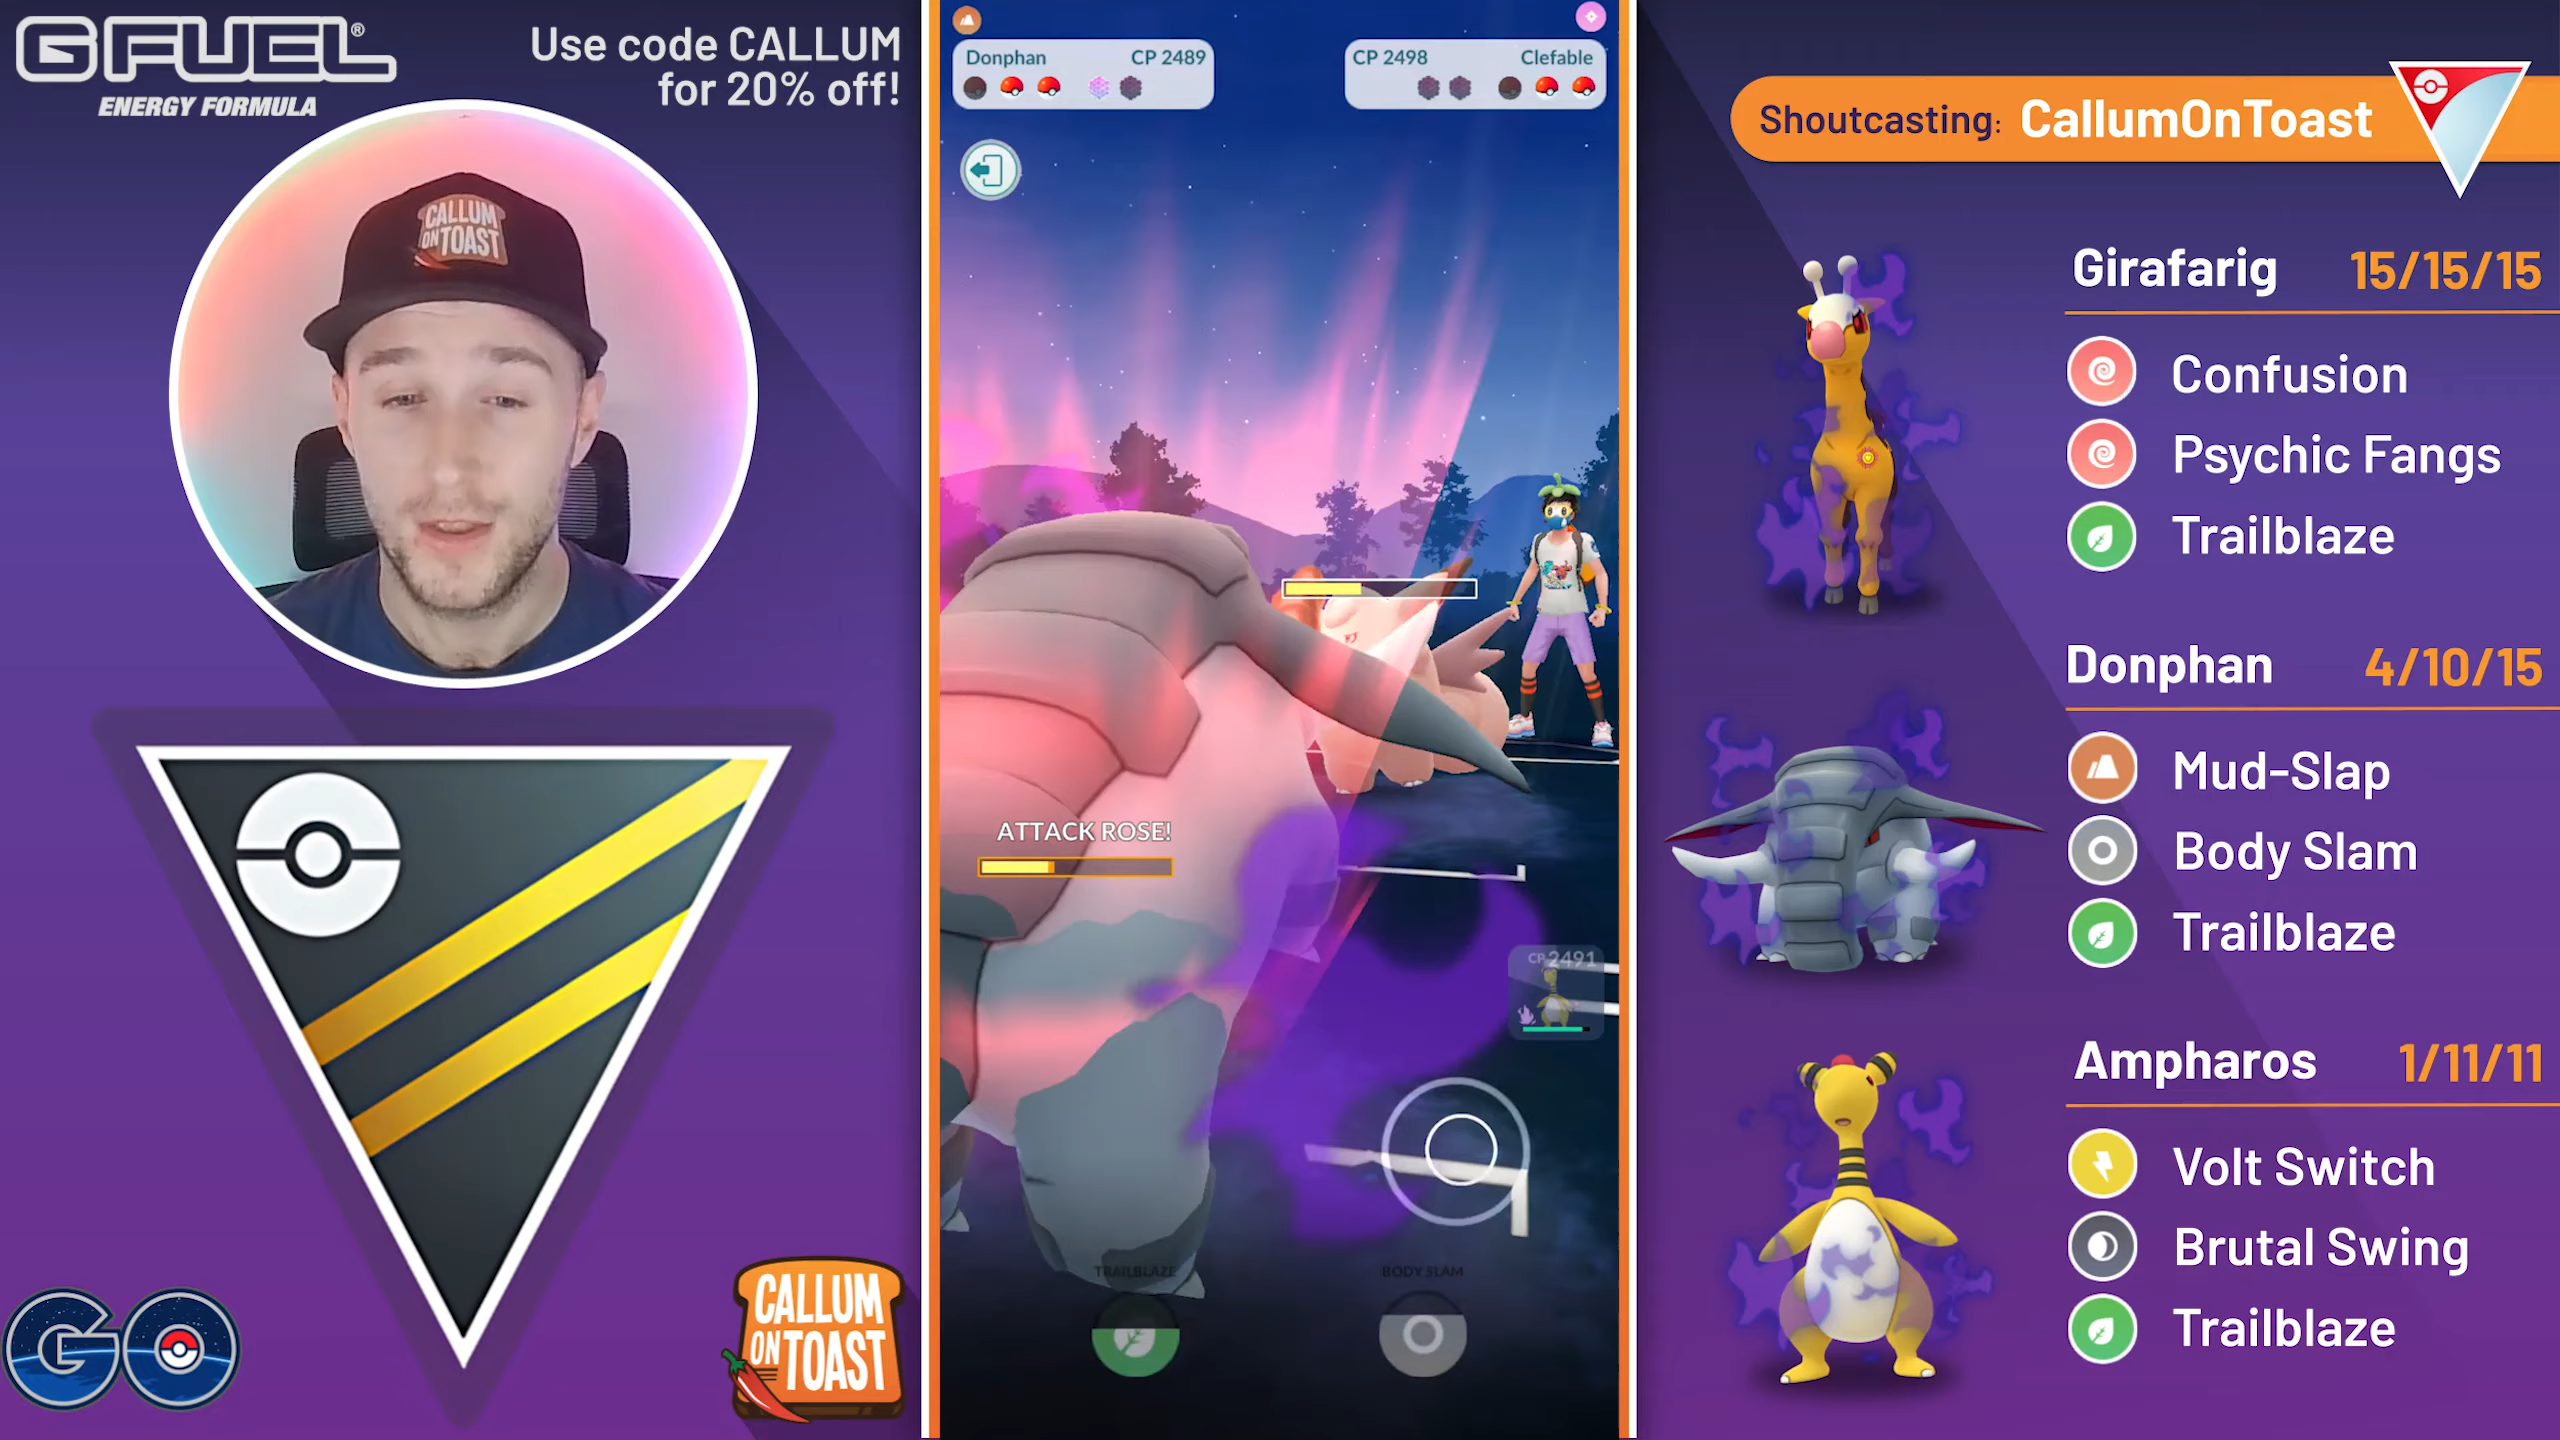 GFUEL®
ENERGY FORMULA
Use code CALLUM
for 20% off!
CALLUM
ON TOAST
GO
CALLUM
ON TOAST
Donphan CP 2489
CP 2498 Clefable
ATTACK ROSE!
CP 2491
TRAILBLAZE
BODY SLAM
Shoutcasting: CallumOnToast
Girafarig 15/15/15
Confusion
Psychic Fangs
Trailblaze
Donphan 4/10/15
Mud-Slap
Body Slam
Trailblaze
Ampharos 1/11/11
Volt Switch
Brutal Swing
Trailblaze